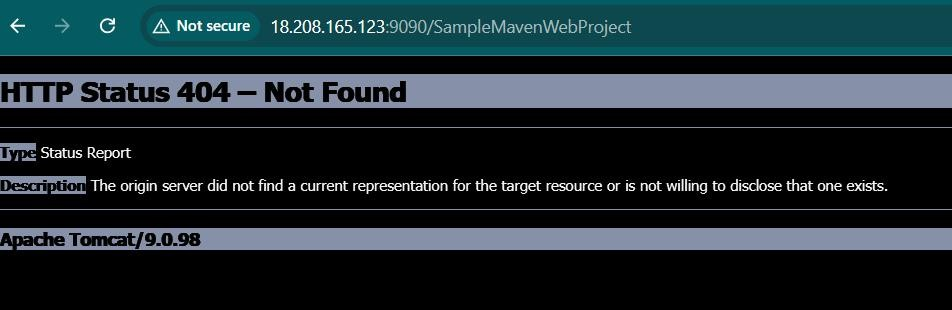 Not secure 18.208.165.123:9090/SampleMavenWebProject
HTTP Status 404 – Not Found
Type Status Report
Description The origin server did not find a current representation for the target resource or is not willing to disclose that one exists.
Apache Tomcat/9.0.98